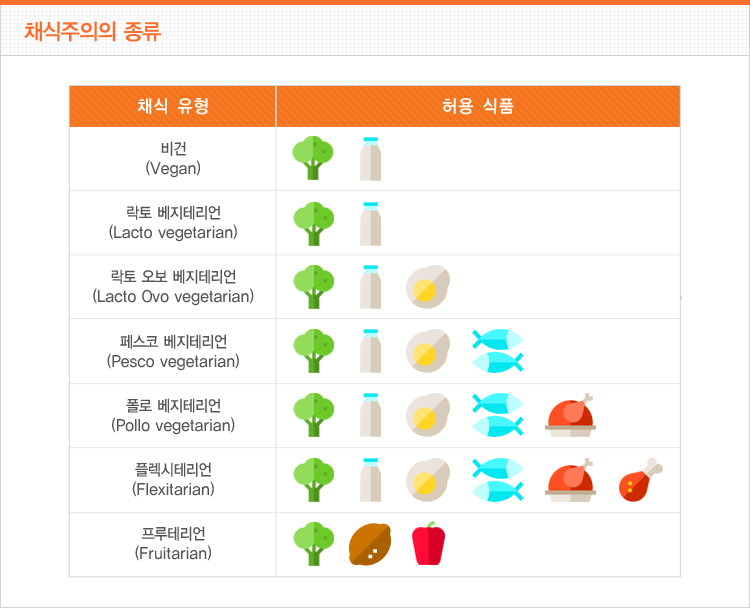 채식주의의 종류
채식 유형
허용 식품
비건
(Vegan)
락토 베지테리언
(Lacto vegetarian)
락토 오보 베지테리언
(Lacto Ovo vegetarian)
페스코 베지테리언
(Pesco vegetarian)
폴로 베지테리언
(Pollo vegetarian)
플렉시테리언
(Flexitarian)
프루테리언
(Fruitarian)